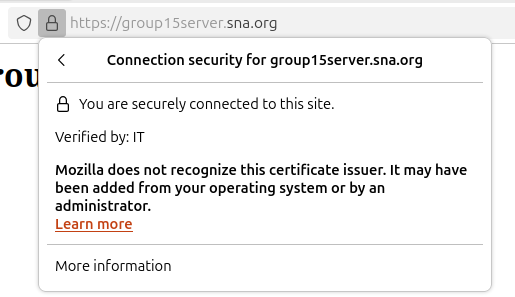 https://group15server.sna.org
Connection security for group15server.sna.org
You are securely connected to this site.
Verified by: IT
Mozilla does not recognize this certificate issuer. It may have
been added from your operating system or by an
administrator.
Learn more
More information